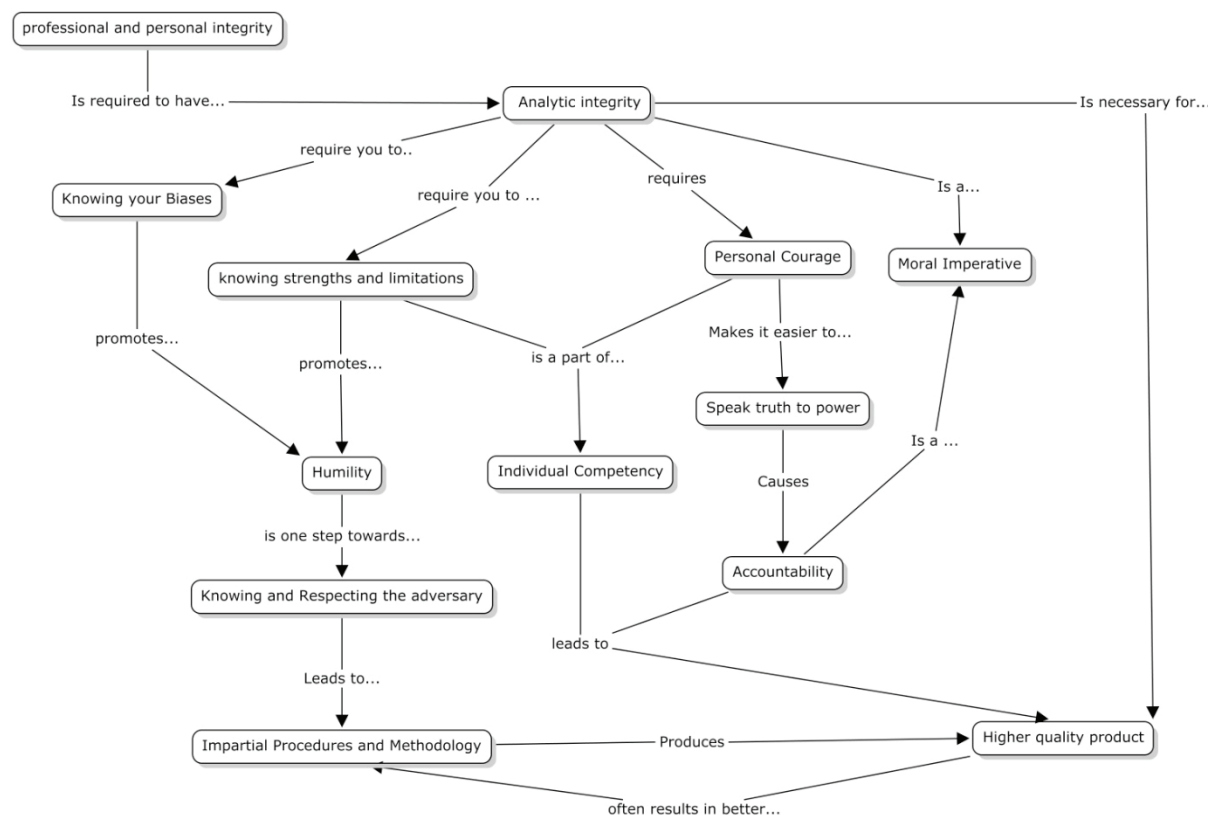 professional and personal integrity
Is required to have...
Analytic integrity
Is necessary for...
require you to..
require you to ...
requires
Is a...
Knowing your Biases
knowing strengths and limitations
Personal Courage
Moral Imperative
promotes...
promotes...
is a part of...
Makes it easier to...
Speak truth to power
Is a ...
Humility
Individual Competency
Causes
is one step towards...
Accountability
Knowing and Respecting the adversary
leads to
Leads to...
Impartial Procedures and Methodology
Produces
Higher quality product
often results in better...